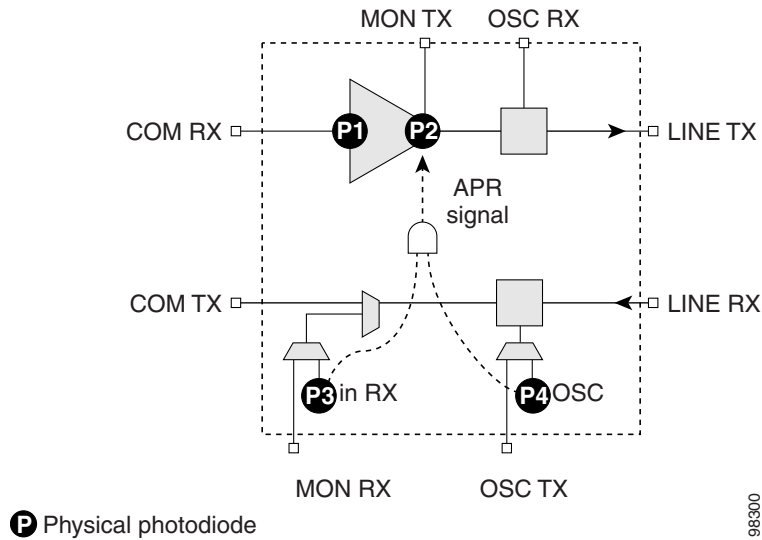 MON TX OSC RX
COM RX
P1
P2
LINE TX
APR
signal
COM TX
LINE RX
P3 in RX
P4 OSC
MON RX OSC TX
P Physical photodiode
98300